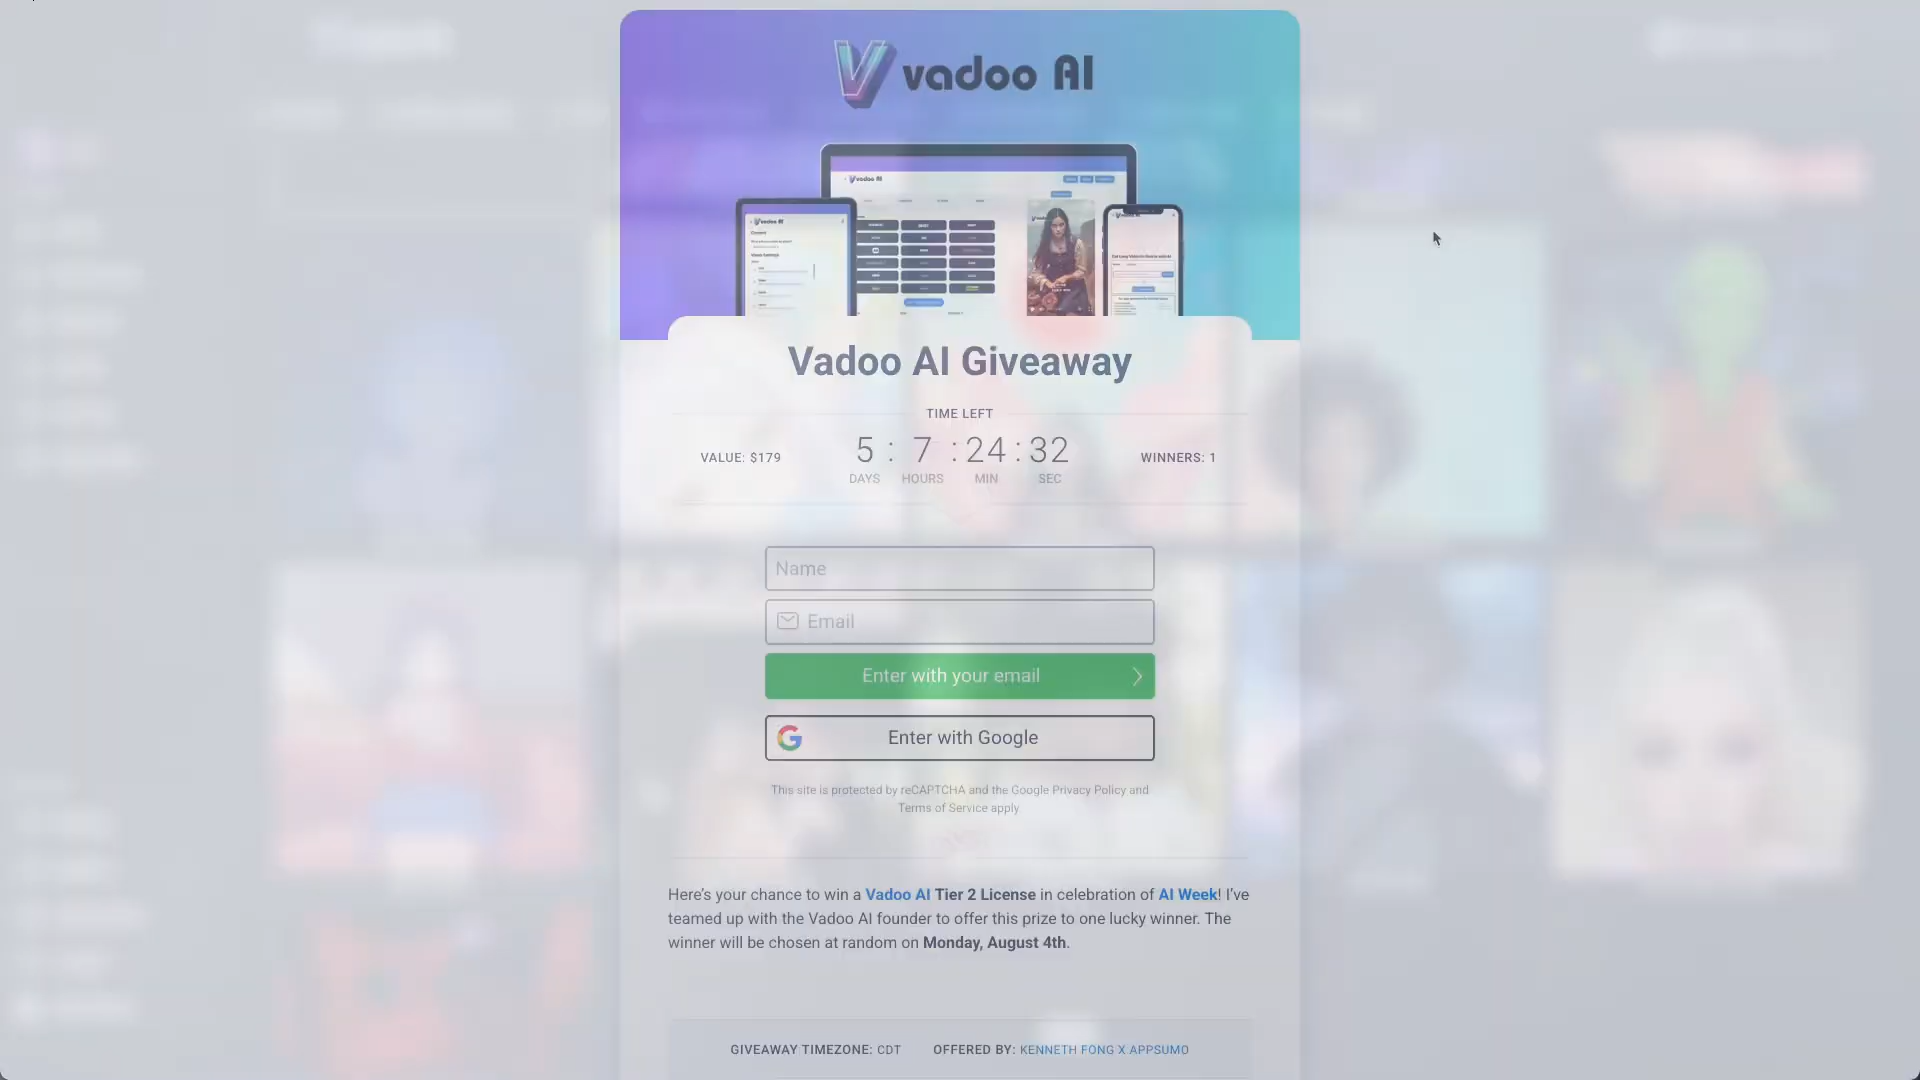 vadoo AI
vadoo AI
vadoo AI
Vadoo AI Giveaway
TIME LEFT
VALUE: $179
5 : 7 : 24 : 32
DAYS HOURS MIN SEC
WINNERS: 1
Name
Email
Enter with your email
Enter with Google
This site is protected by reCAPTCHA and the Google Privacy Policy and
Terms of Service apply
Here's your chance to win a Vadoo AI Tier 2 License in celebration of AI Week! I've
teamed up with the Vadoo AI founder to offer this prize to one lucky winner. The
winner will be chosen at random on Monday, August 4th.
GIVEAWAY TIMEZONE: CDT
OFFERED BY: KENNETH FONG X APPSUMO